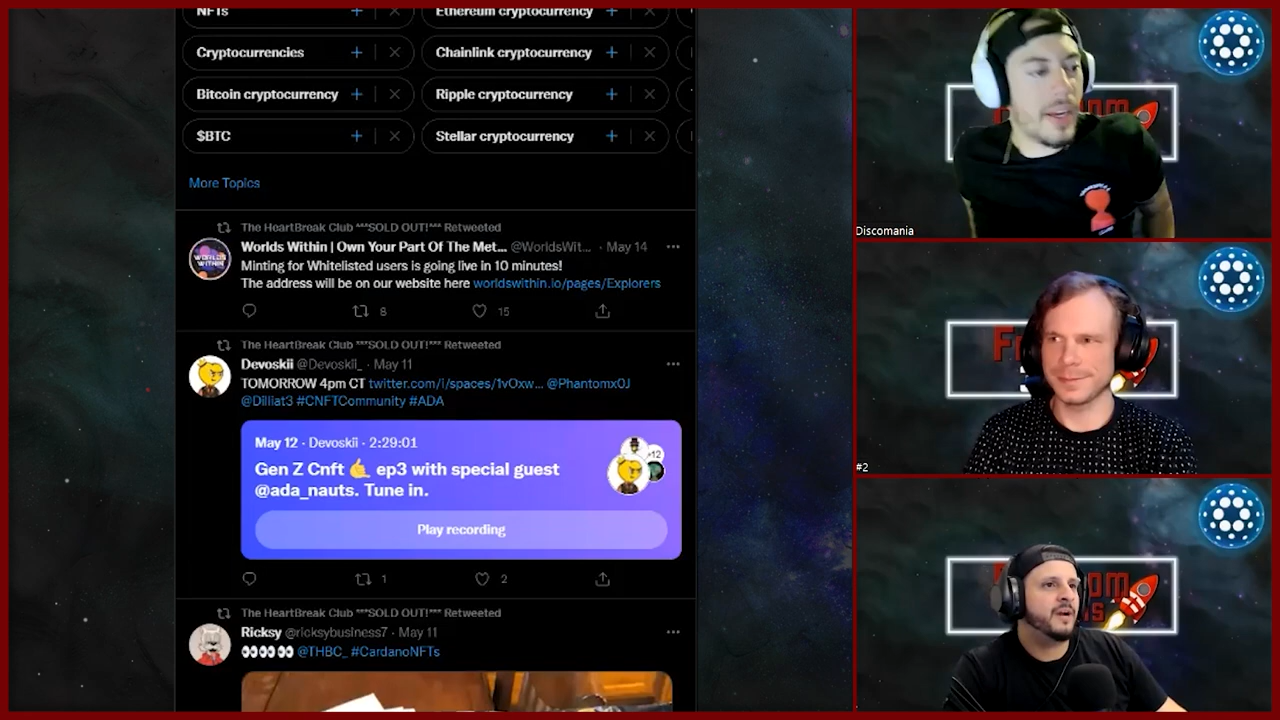 NFTs
Ethereum cryptocurrency
Cryptocurrencies
Chainlink cryptocurrency
Bitcoin cryptocurrency
Ripple cryptocurrency
$BTC
Stellar cryptocurrency
More Topics
The HeartBreak Club ***SOLD OUT!*** Retweeted
Worlds Within | Own Your Part Of The Met... @WorldsWit... · May 14
Minting for Whitelisted users is going live in 10 minutes!
The address will be on our website here worldswithin.io/pages/Explorers
8 15
The HeartBreak Club ***SOLD OUT!*** Retweeted
Devoskii @Devoskii_ · May 11
TOMORROW 4pm CT twitter.com/i/spaces/1vOxw... @Phantomx0J
@Dilliat3 #CNFTCommunity #ADA
May 12 · Devoskii · 2:29:01
+12
Gen Z Cnft 🤙 ep3 with special guest
@ada_nauts. Tune in.
Play recording
1 2
The HeartBreak Club ***SOLD OUT!*** Retweeted
Ricksy @ricksybusiness7 · May 11
👀👀👀 @THBC_ #CardanoNFTs
WORLDS
WITHIN
Discomania
#2